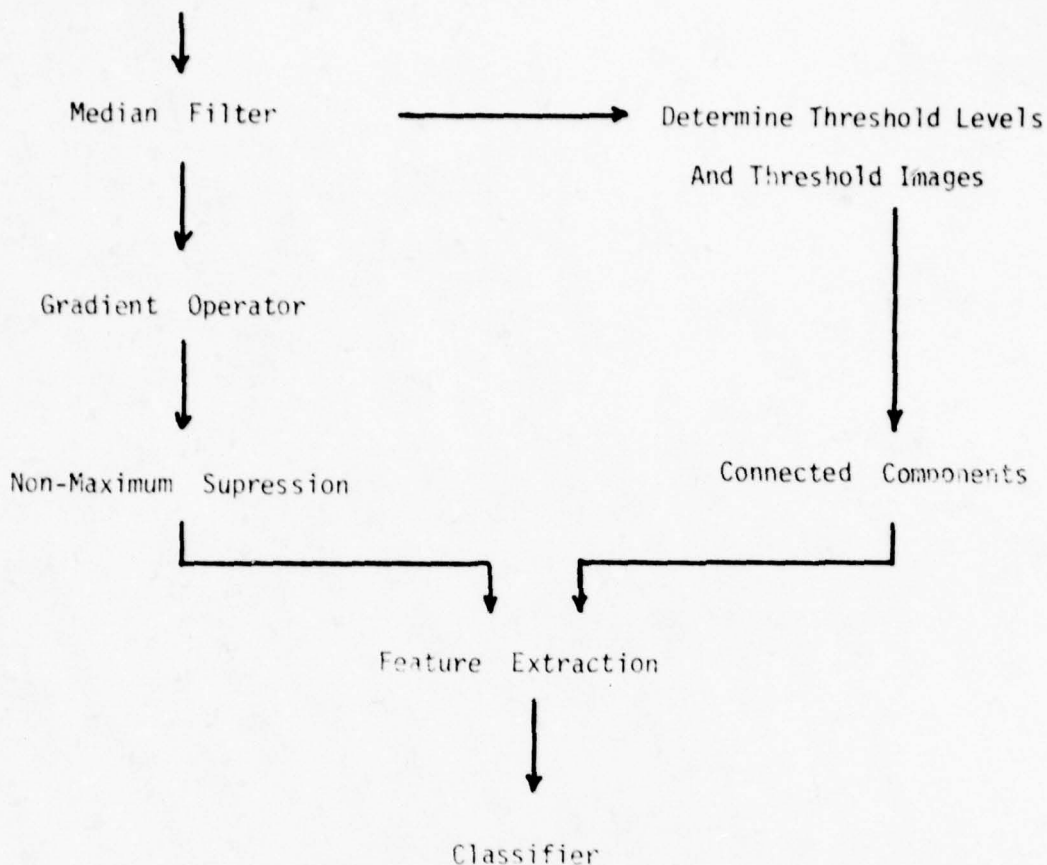 Median Filter
Determine Threshold Levels
And Threshold Images
Gradient Operator
Non-Maximum Supression
Connected Components
Feature Extraction
Classifier